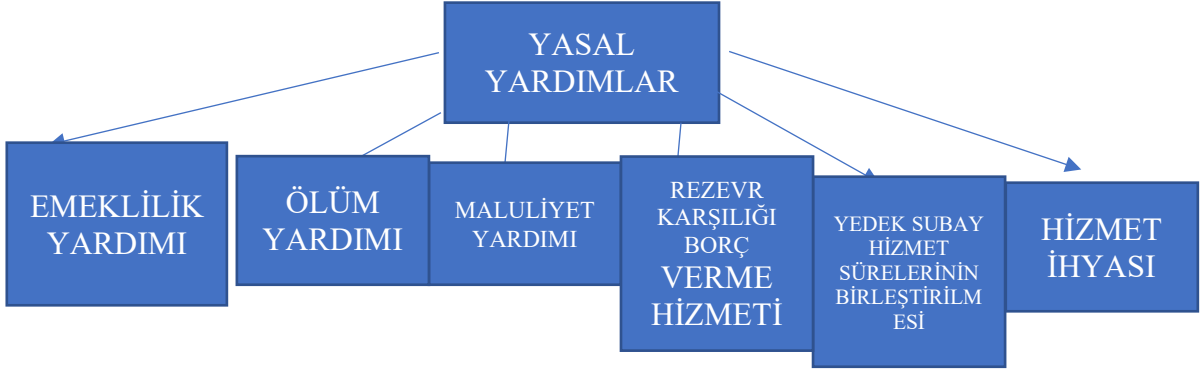 YASAL
YARDIMLAR
EMEKLİLİK
YARDIMI
ÖLÜM
YARDIMI
MALULİYET
YARDIMI
REZEVR
KARŞILIĞI
BORÇ
VERME
HİZMETİ
YEDEK SUBAY
HİZMET
SÜRELERİNİN
BİRLEŞTİRİLM
ESİ
HİZMET
İHYASI